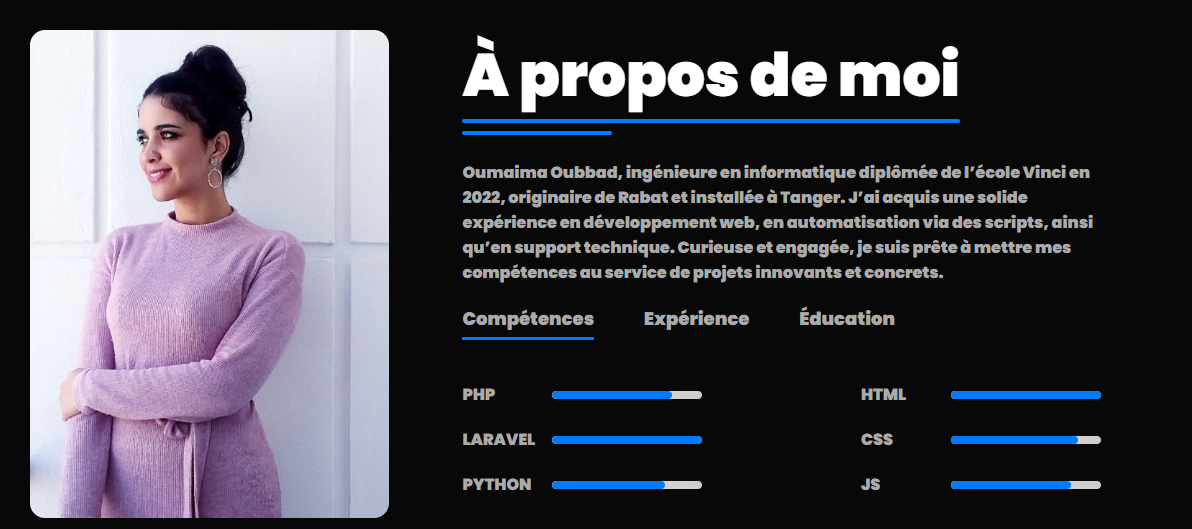 À propos de moi
Oumaima Oubbad, ingénieure en informatique diplômée de l’école Vinci en
2022, originaire de Rabat et installée à Tanger. J’ai acquis une solide
expérience en développement web, en automatisation via des scripts, ainsi
qu’en support technique. Curieuse et engagée, je suis prête à mettre mes
compétences au service de projets innovants et concrets.
Compétences Expérience Éducation
PHP HTML
LARAVEL CSS
PYTHON JS